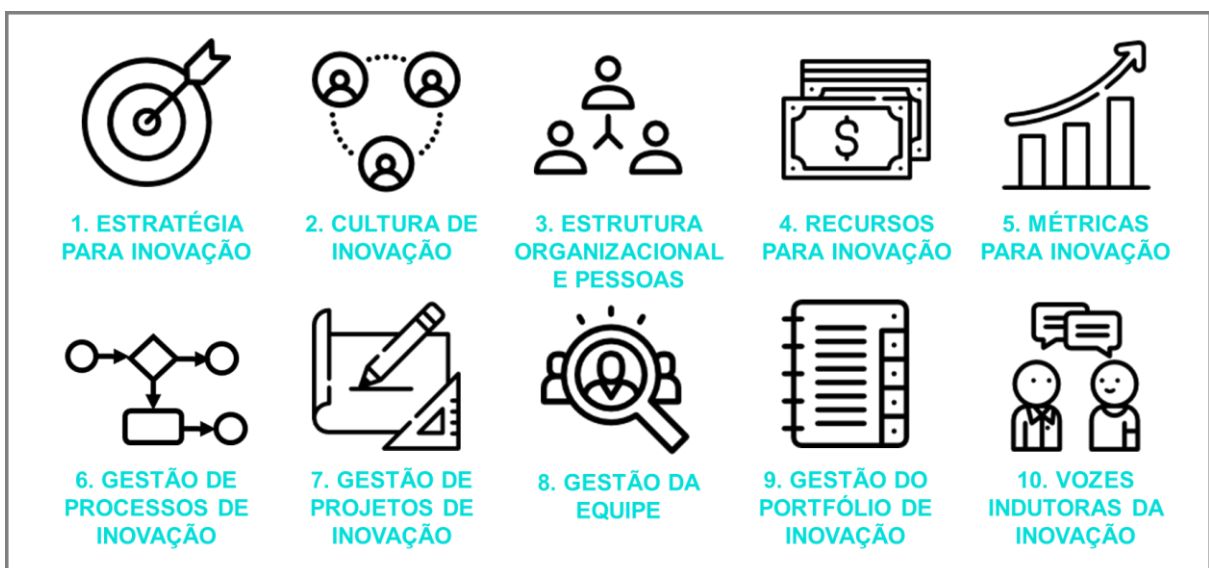 $
1. ESTRATÉGIA
PARA INOVAÇÃO
2. CULTURA DE
INOVAÇÃO
3. ESTRUTURA
ORGANIZACIONAL
E PESSOAS
4. RECURSOS
PARA INOVAÇÃO
5. MÉTRICAS
PARA INOVAÇÃO
6. GESTÃO DE
PROCESSOS DE
INOVAÇÃO
7. GESTÃO DE
PROJETOS DE
INOVAÇÃO
8. GESTÃO DA
EQUIPE
9. GESTÃO DO
PORTFÓLIO DE
INOVAÇÃO
10. VOZES
INDUTORAS DA
INOVAÇÃO